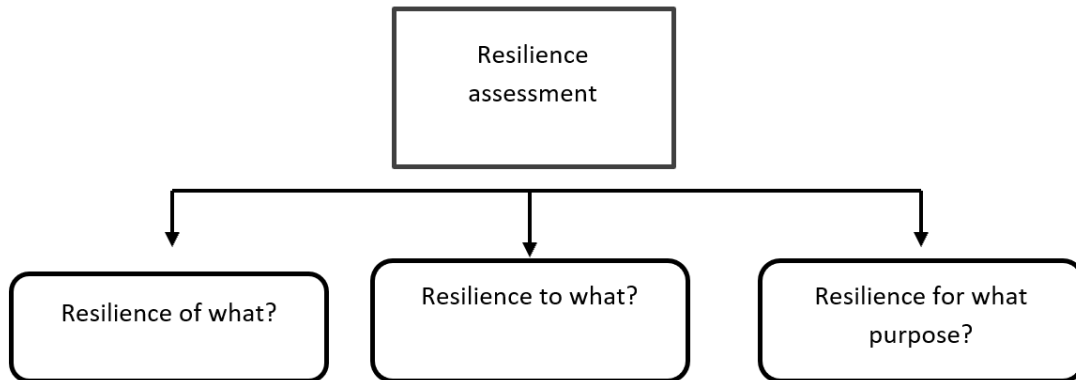 Resilience
assessment
Resilience of what?
Resilience to what?
Resilience for what
purpose?